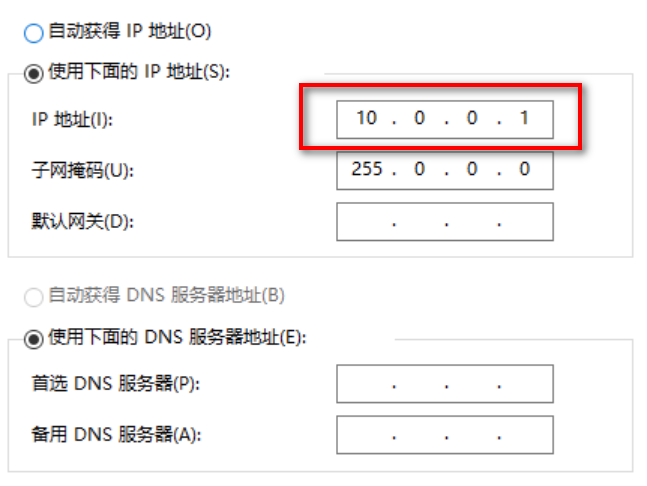 自动获得 IP 地址(O)
使用下面的 IP 地址(S):
IP 地址(I): 10 . 0 . 0 . 1
子网掩码(U): 255 . 0 . 0 . 0
默认网关(D): . . .
自动获得 DNS 服务器地址(B)
使用下面的 DNS 服务器地址(E):
首选 DNS 服务器(P): . . .
备用 DNS 服务器(A): . . .